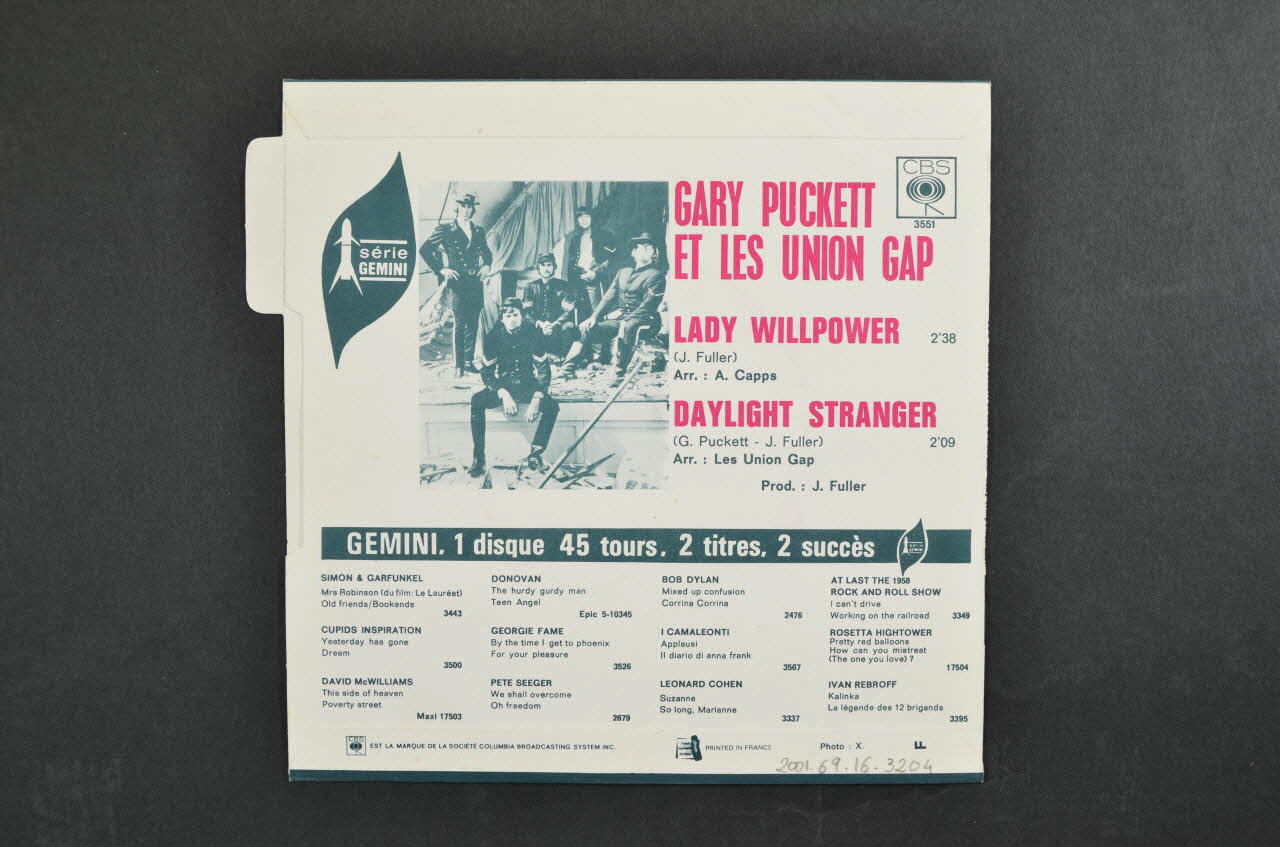 CBS
3551
série
GEMINI
GARY PUCKETT
ET LES UNION GAP
LADY WILLPOWER 2'38
(J. Fuller)
Arr. : A. Capps
DAYLIGHT STRANGER
(G. Puckett - J. Fuller) 2'09
Arr. : Les Union Gap
Prod. : J. Fuller
GEMINI. 1 disque 45 tours. 2 titres. 2 succès
SIMON & GARFUNKEL
Mrs Robinson (du film: Le Lauréat)
Old friends/Bookends
3443
DONOVAN
The hurdy gurdy man
Teen Angel
Epic 5-10345
BOB DYLAN
Mixed up confusion
Corrina Corrina
2476
AT LAST THE 1958
ROCK AND ROLL SHOW
I can't drive
Working on the railroad 3349
CUPIDS INSPIRATION
Yesterday has gone
Dream
3500
GEORGIE FAME
By the time I get to phoenix
For your pleasure
3526
I CAMALEONTI
Applausi
Il diario di anna frank
3567
ROSETTA HIGHTOWER
Pretty red balloons
How can you mistreat
(The one you love) ?
17504
DAVID McWILLIAMS
This side of heaven
Poverty street
Maxi 17503
PETE SEEGER
We shall overcome
Oh freedom
2679
LEONARD COHEN
Suzanne
So long, Marianne
3337
IVAN REBROFF
Kalinka
La légende des 12 brigands
3395
CBS EST LA MARQUE DE LA SOCIÉTÉ COLUMBIA BROADCASTING SYSTEM INC.
PRINTED IN FRANCE
Photo : X.
2001.69.16-3204